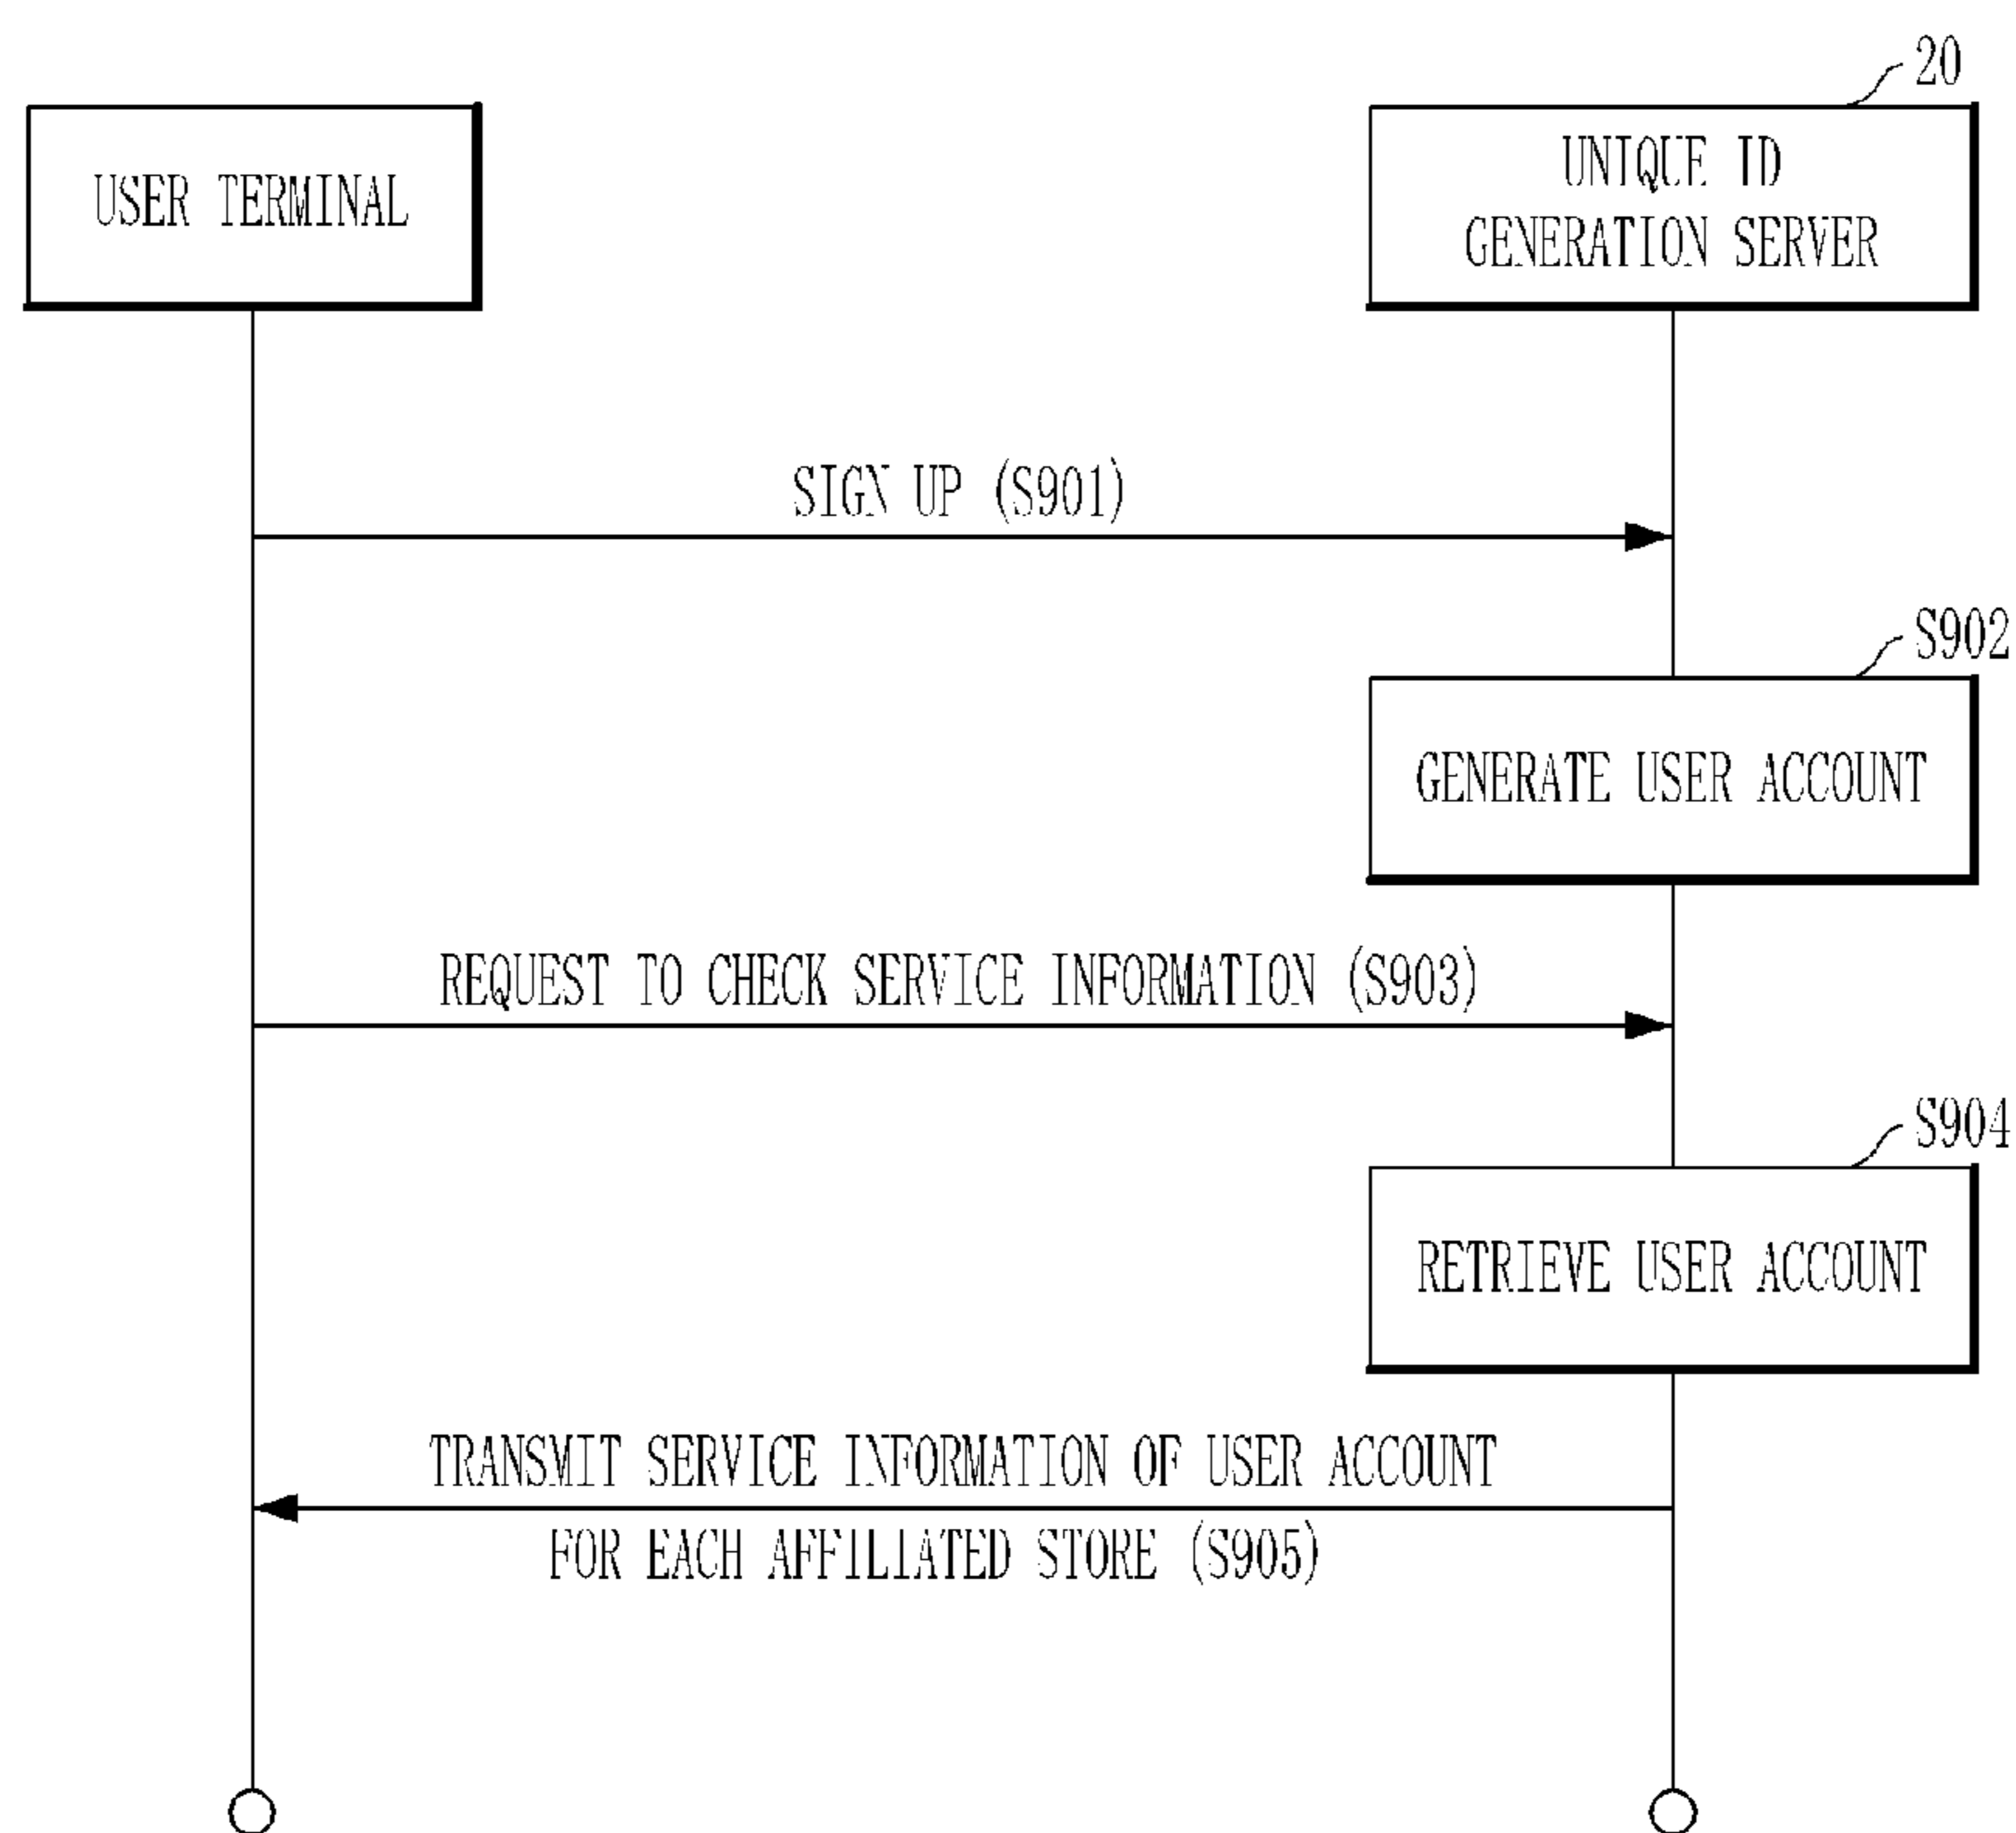 20
USER TERMINAL
UNIQUE ID
GENERATION SERVER
SIGN UP (S901)
S902
GENERATE USER ACCOUNT
REQUEST TO CHECK SERVICE INFORMATION (S903)
S904
RETRIEVE USER ACCOUNT
TRANSMIT SERVICE INFORMATION OF USER ACCOUNT
FOR EACH AFFILIATED STORE (S905)